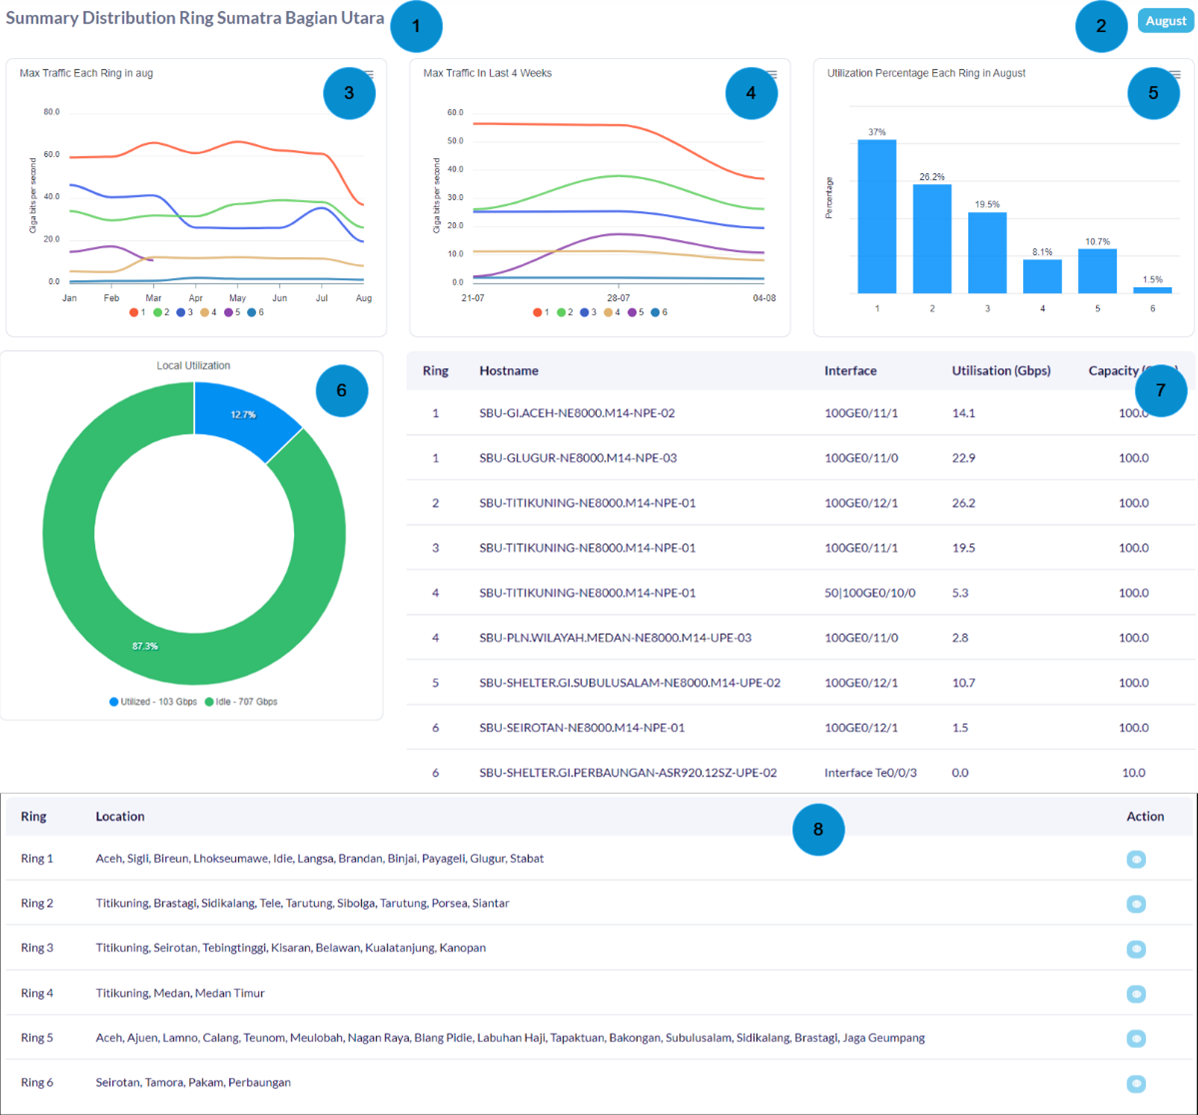 Summary Distribution Ring Sumatra Bagian Utara 1 2 August
Max Traffic Each Ring in aug 3
Giga bits per second
80.0
60.0
40.0
20.0
0.0
Jan Feb Mar Apr May Jun Jul Aug
1 2 3 4 5 6
Max Traffic In Last 4 Weeks 4
Giga bits per second
60.0
50.0
40.0
30.0
20.0
10.0
0.0
21-07 28-07 04-08
1 2 3 4 5 6
Utilization Percentage Each Ring in August 5
Percentage
37%
26.2%
19.5%
8.1%
10.7%
1.5%
1 2 3 4 5 6
Local Utilization 6
12.7%
87.3%
Utilized - 103 Gbps Idle - 707 Gbps
Ring Hostname Interface Utilisation (Gbps) Capacity 7
1 SBU-GI.ACEH-NE8000.M14-NPE-02 100GE0/11/1 14.1 100.0
1 SBU-GLUGUR-NE8000.M14-NPE-03 100GE0/11/0 22.9 100.0
2 SBU-TITIKUNING-NE8000.M14-NPE-01 100GE0/12/1 26.2 100.0
3 SBU-TITIKUNING-NE8000.M14-NPE-01 100GE0/11/1 19.5 100.0
4 SBU-TITIKUNING-NE8000.M14-NPE-01 50|100GE0/10/0 5.3 100.0
4 SBU-PLN.WILAYAH.MEDAN-NE8000.M14-UPE-03 100GE0/11/0 2.8 100.0
5 SBU-SHELTER.GI.SUBULUSALAM-NE8000.M14-UPE-02 100GE0/12/1 10.7 100.0
6 SBU-SEIROTAN-NE8000.M14-NPE-01 100GE0/12/1 1.5 100.0
6 SBU-SHELTER.GI.PERBAUNGAN-ASR920.12SZ-UPE-02 Interface Te0/0/3 0.0 10.0
Ring Location 8 Action
Ring 1 Aceh, Sigli, Bireun, Lhokseumawe, Idie, Langsa, Brandan, Binjai, Payageli, Glugur, Stabat
Ring 2 Titikuning, Brastagi, Sidikalang, Tele, Tarutung, Sibolga, Tarutung, Porsea, Siantar
Ring 3 Titikuning, Seirotan, Tebingtinggi, Kisaran, Belawan, Kualatanjung, Kanopan
Ring 4 Titikuning, Medan, Medan Timur
Ring 5 Aceh, Ajuen, Lamno, Calang, Teunom, Meulobah, Nagan Raya, Blang Pidie, Labuhan Haji, Tapaktuan, Bakongan, Subulusalam, Sidikalang, Brastagi, Jaga Geumpang
Ring 6 Seirotan, Tamora, Pakam, Perbaungan